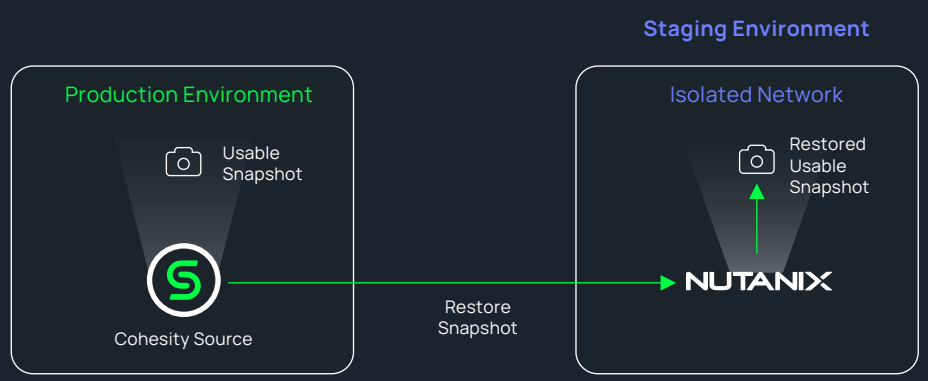 Staging Environment
Production Environment
Isolated Network
Usable
Snapshot
Restored
Usable
Snapshot
NUTANIX
Restore
Snapshot
Cohesity Source